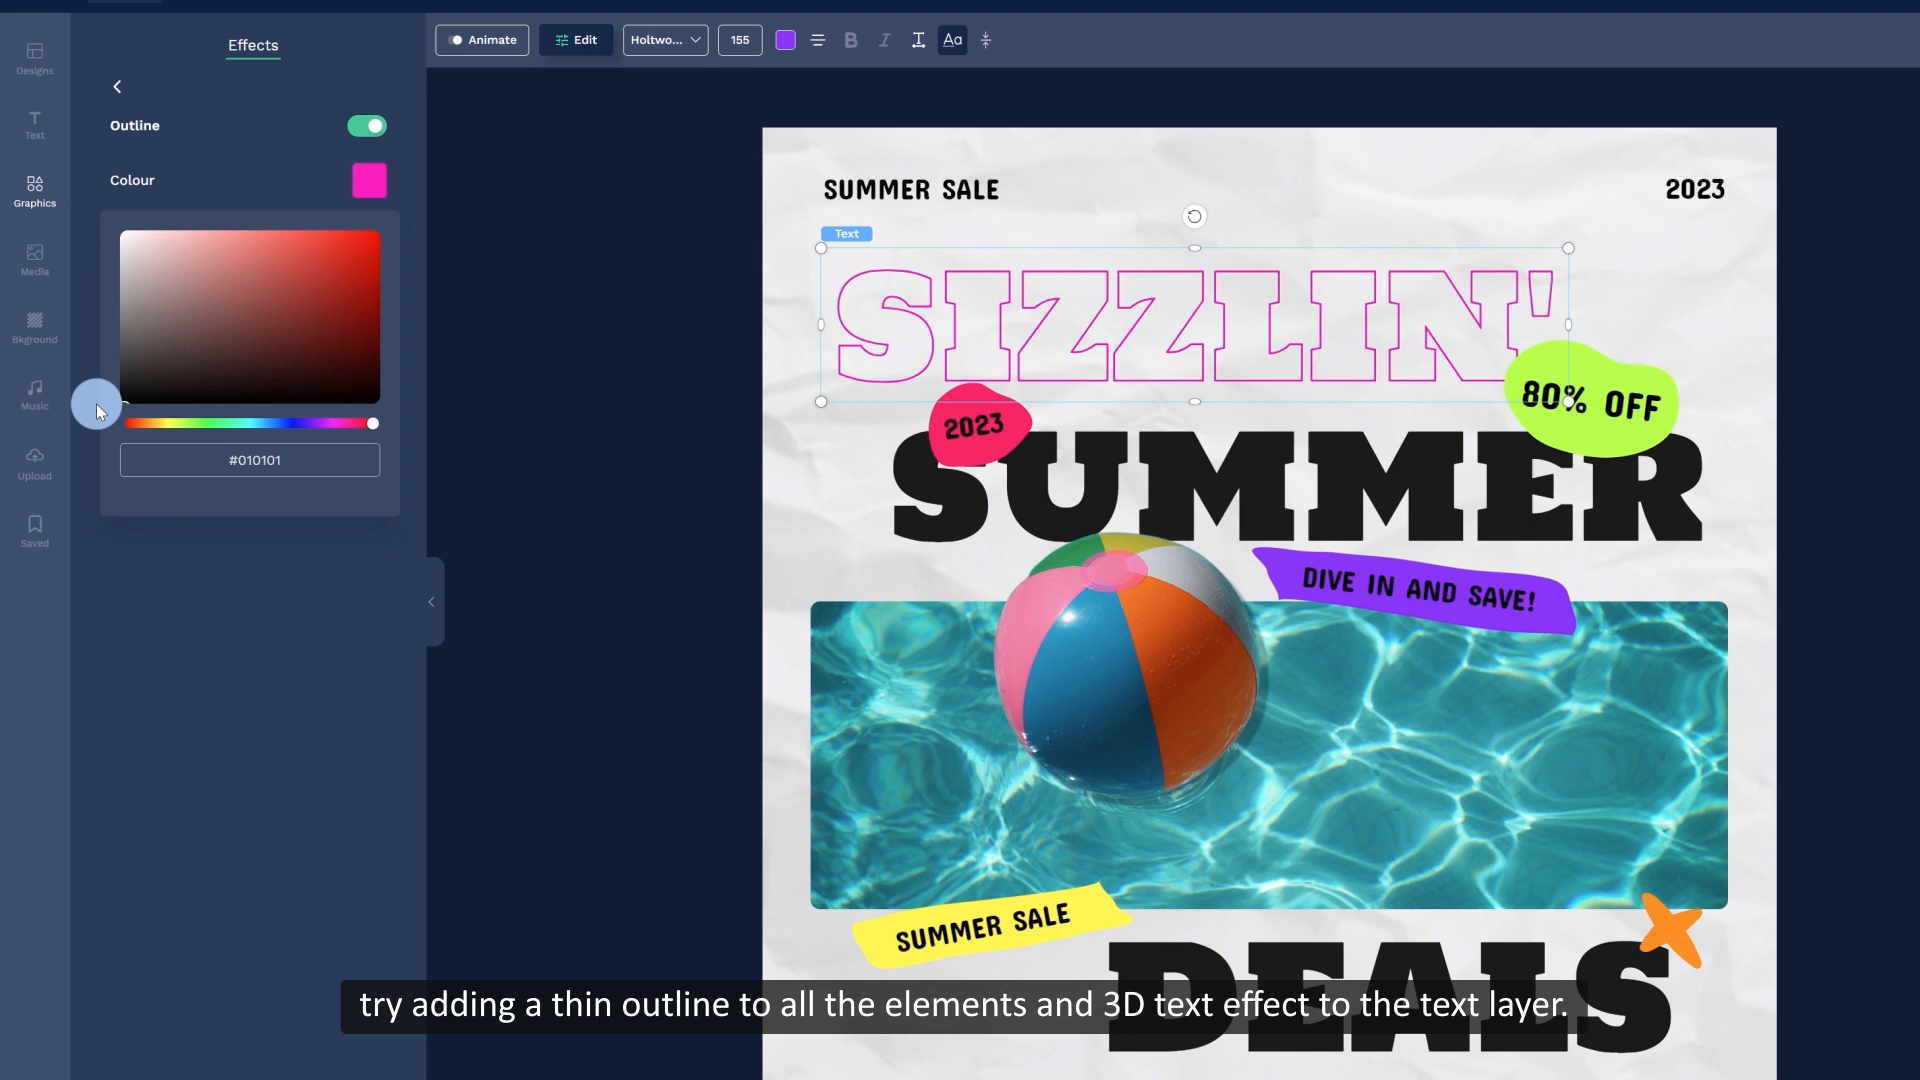 Effects
Animate
Edit
Holtwo...
155
B
I
Aa
Designs
Text
Graphics
Media
Bkground
Music
Upload
Saved
Outline
Colour
#010101
SUMMER SALE
2023
Text
SIZZLIN'
80% OFF
2023
SUMMER
DIVE IN AND SAVE!
SUMMER SALE
DEALS
try adding a thin outline to all the elements and 3D text effect to the text layer.